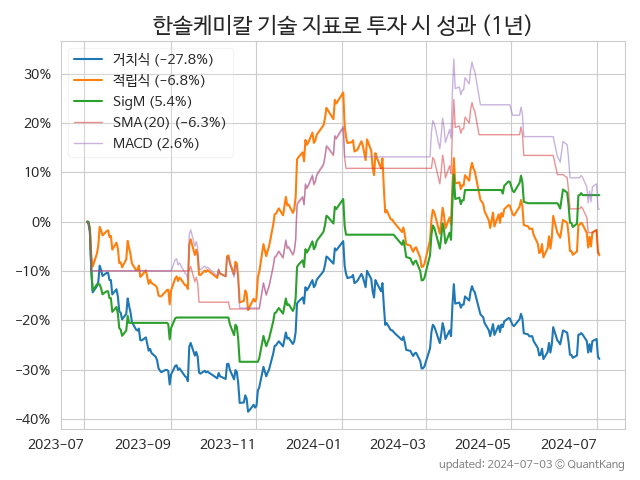 한솔케미칼 기술 지표로 투자 시 성과 (1년)
거치식 (−27.8%)
적립식 (−6.8%)
SigM (5.4%)
SMA(20) (−6.3%)
MACD (2.6%)
30%
20%
10%
0%
−10%
−20%
−30%
−40%
2023-07 2023-09 2023-11 2024-01 2024-03 2024-05 2024-07
updated: 2024-07-03 ⓒ QuantKang